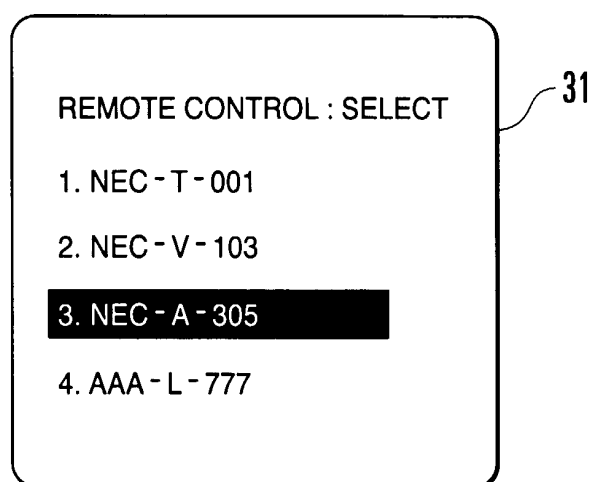 REMOTE CONTROL : SELECT
31
1. NEC-T-001
2. NEC-V-103
3. NEC-A-305
4. AAA-L-777